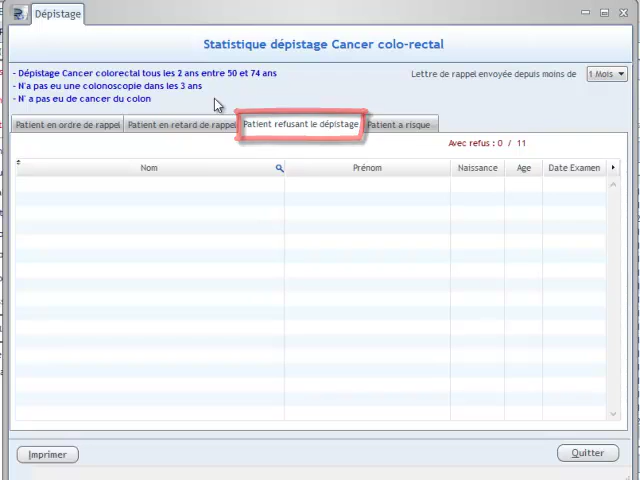 Dépistage
Statistique dépistage Cancer colo-rectal
- Dépistage Cancer colorectal tous les 2 ans entre 50 et 74 ans
- N'a pas eu une colonoscopie dans les 3 ans
- N' a pas eu de cancer du colon
Lettre de rappel envoyée depuis moins de 1 Mois
Patient en ordre de rappel Patient en retard de rappel Patient refusant le dépistage Patient a risque
Avec refus : 0 / 11
Nom Prénom Naissance Age Date Examen
Imprimer Quitter